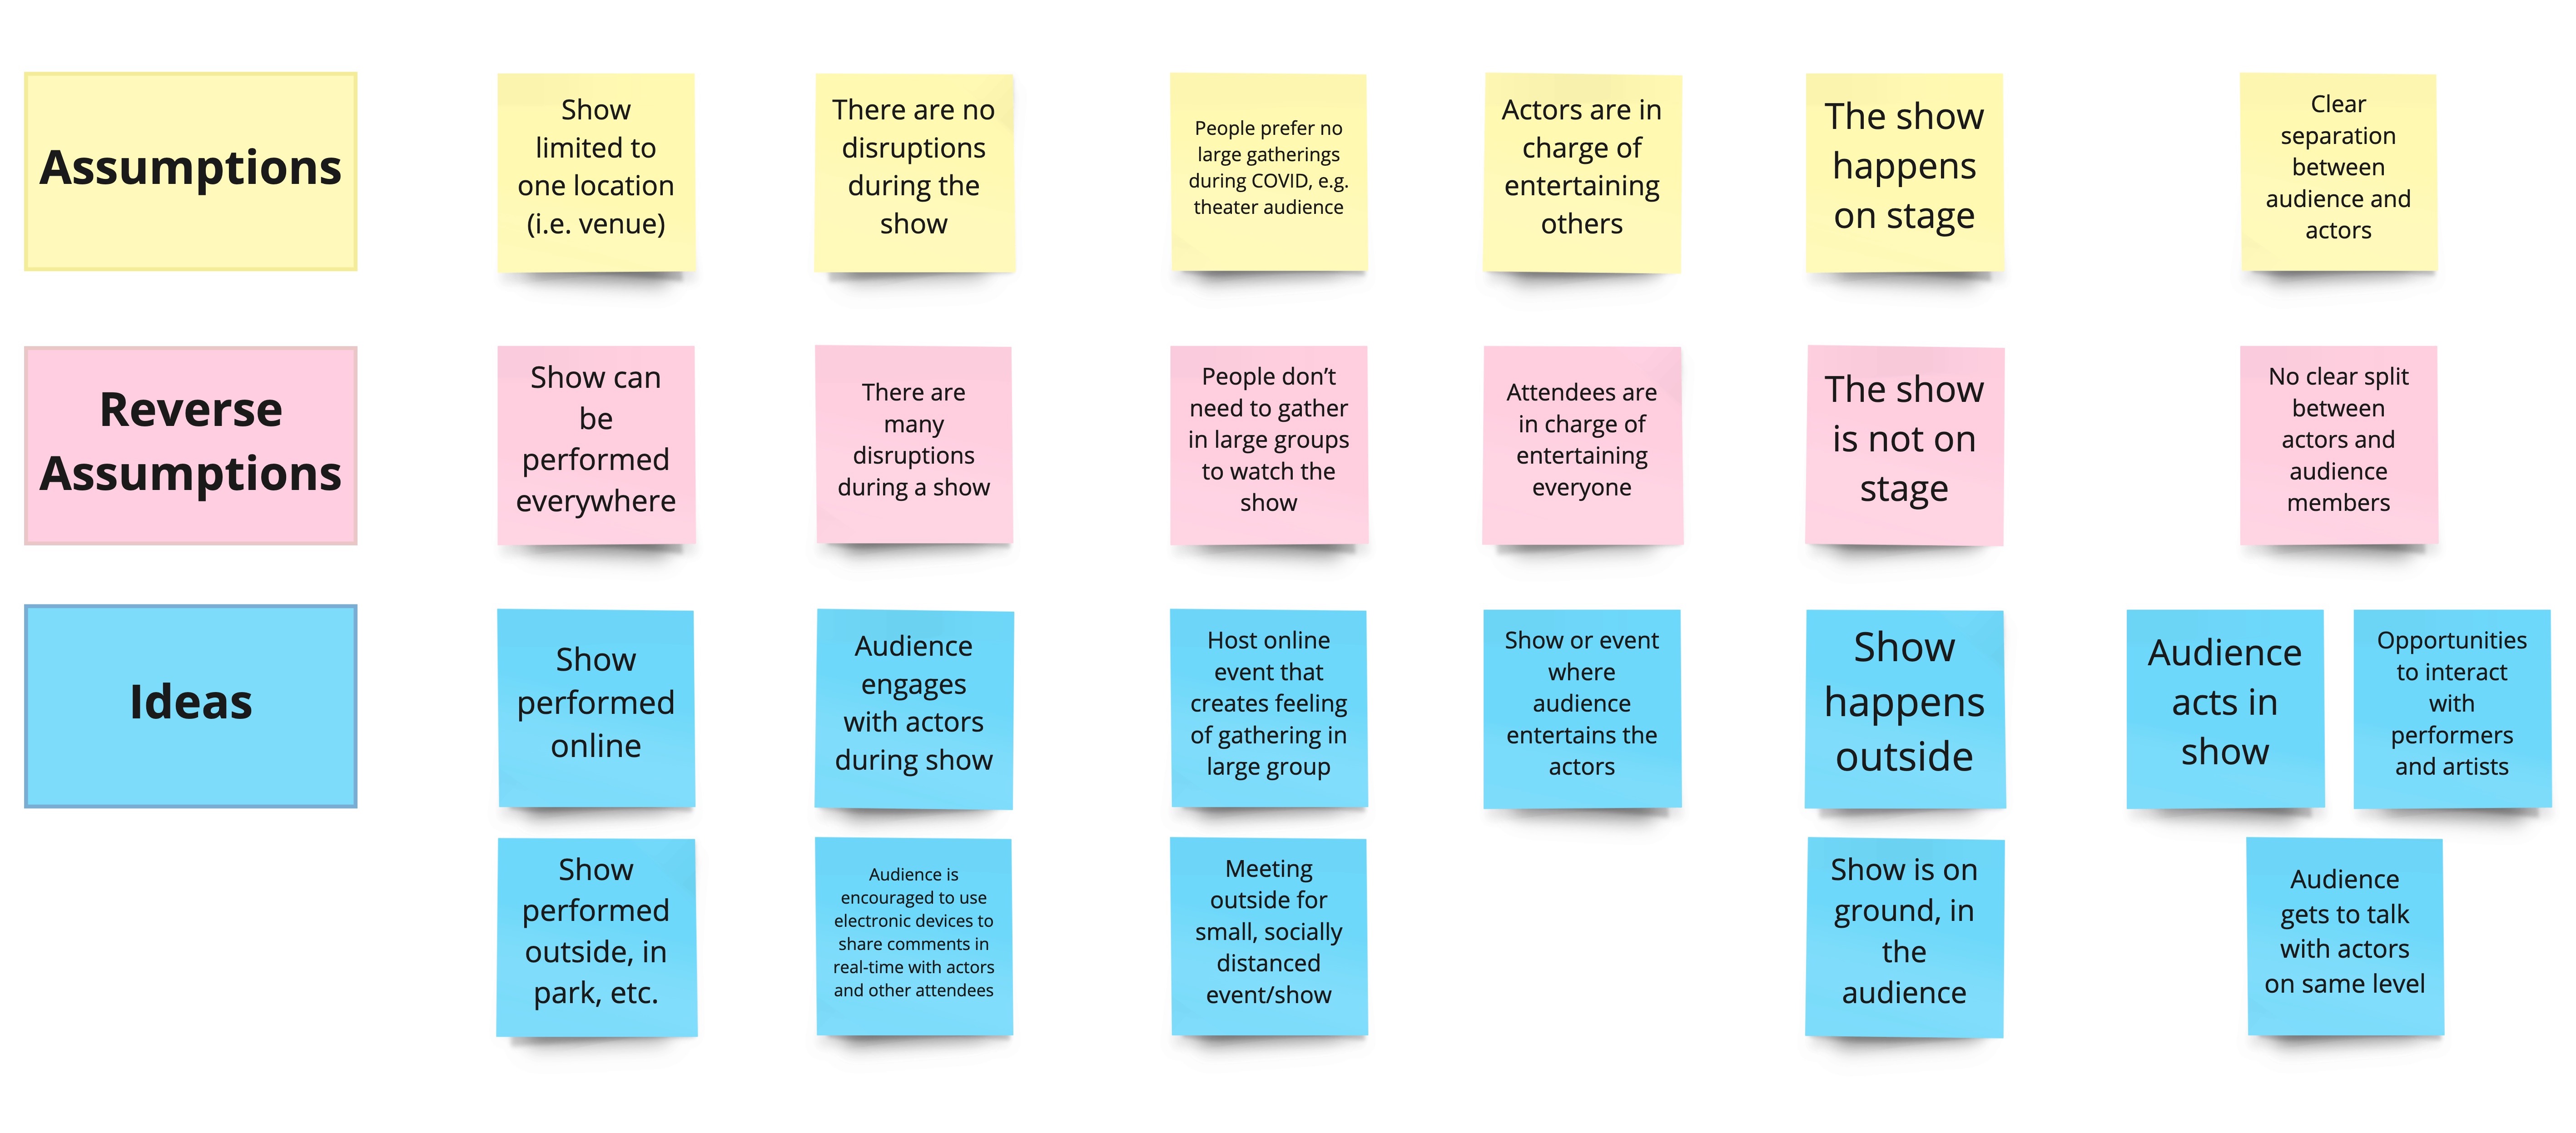 Assumptions
Show
limited to
one location
(i.e. venue)
There are no
disruptions
during the
show
People prefer no
large gatherings
during COVID, e.g.
theater audience
Actors are in
charge of
entertaining
others
The show
happens
on stage
Clear
separation
between
audience and
actors
Reverse
Assumptions
Show can
be
performed
everywhere
There are
many
disruptions
during a show
People don’t
need to gather
in large groups
to watch the
show
Attendees are
in charge of
entertaining
everyone
The show
is not on
stage
No clear split
between
actors and
audience
members
Ideas
Show
performed
online
Audience
engages
with actors
during show
Host online
event that
creates feeling
of gathering in
large group
Show or event
where
audience
entertains the
actors
Show
happens
outside
Audience
acts in
show
Opportunities
to interact
with
performers
and artists
Show
performed
outside, in
park, etc.
Audience is
encouraged to use
electronic devices to
share comments in
real-time with actors
and other attendees
Meeting
outside for
small, socially
distanced
event/show
Show is on
ground, in
the
audience
Audience
gets to talk
with actors
on same level